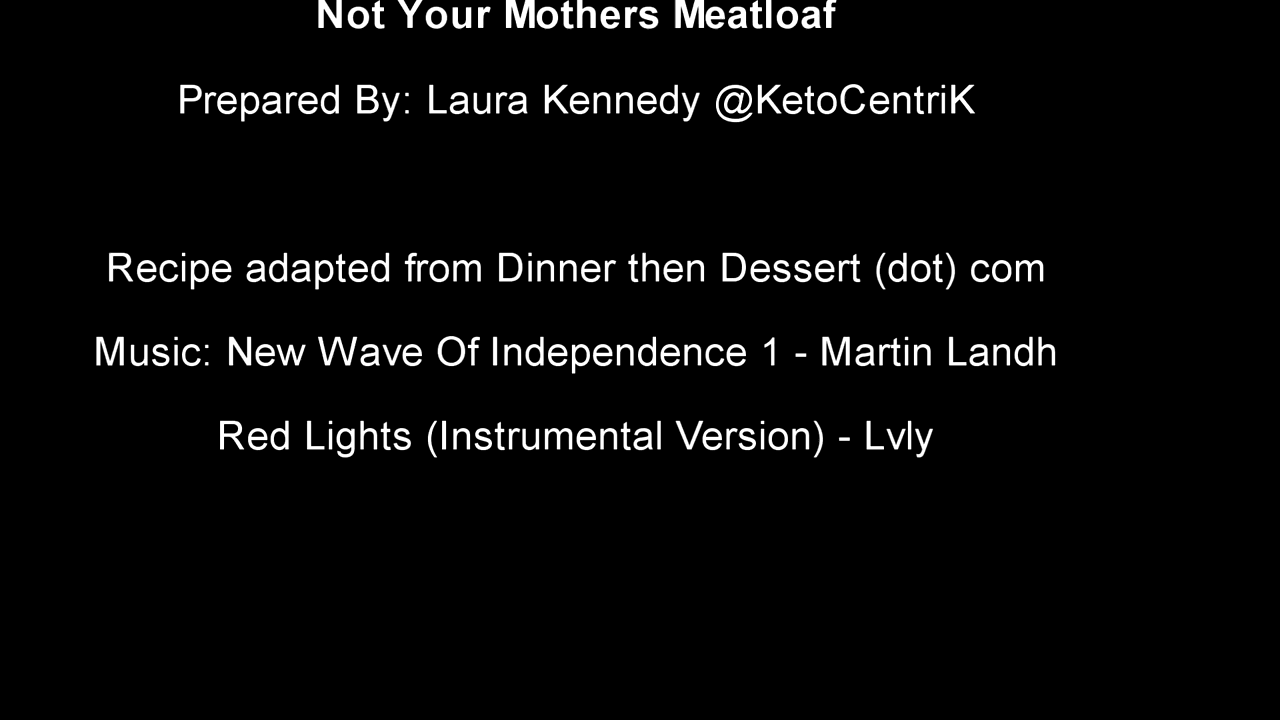 Not Your Mothers Meatloaf
Prepared By: Laura Kennedy @KetoCentriK
Recipe adapted from Dinner then Dessert (dot) com
Music: New Wave Of Independence 1 - Martin Landh
Red Lights (Instrumental Version) - Lvly